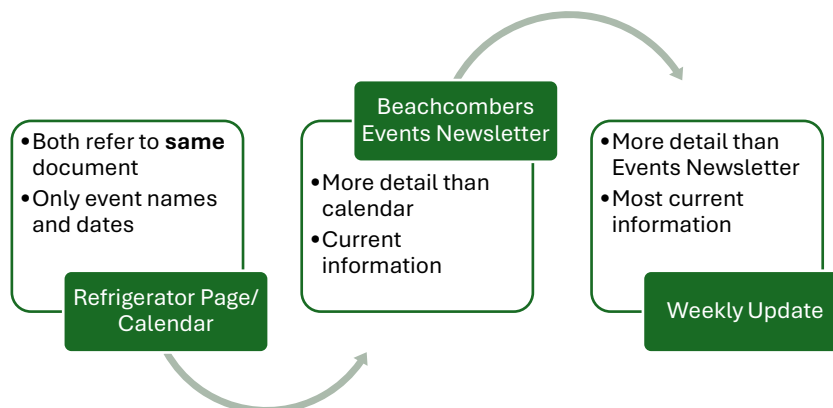 •Both refer to same
document
•Only event names
and dates
Refrigerator Page/
Calendar
Beachcombers
Events Newsletter
•More detail than
calendar
•Current
information
•More detail than
Events Newsletter
•Most current
information
Weekly Update